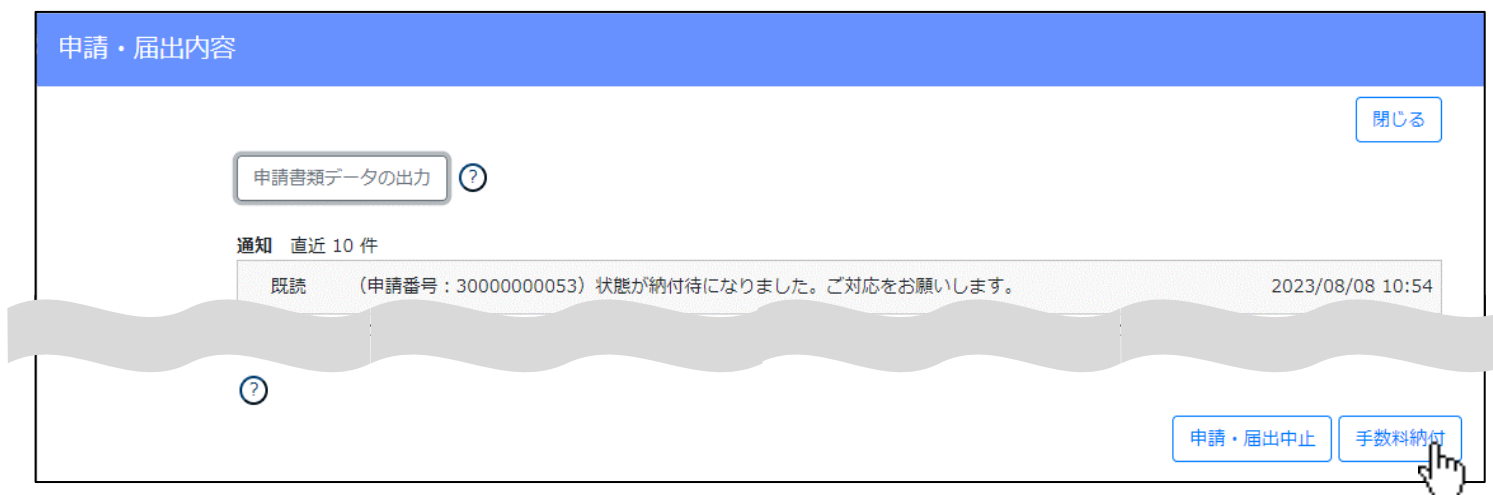 申請・届出内容
閉じる
申請書類データの出力 ?
通知 直近 10 件
既読 (申請番号:30000000053)状態が納付待になりました。ご対応をお願いします。 2023/08/08 10:54
?
申請・届出中止 手数料納付